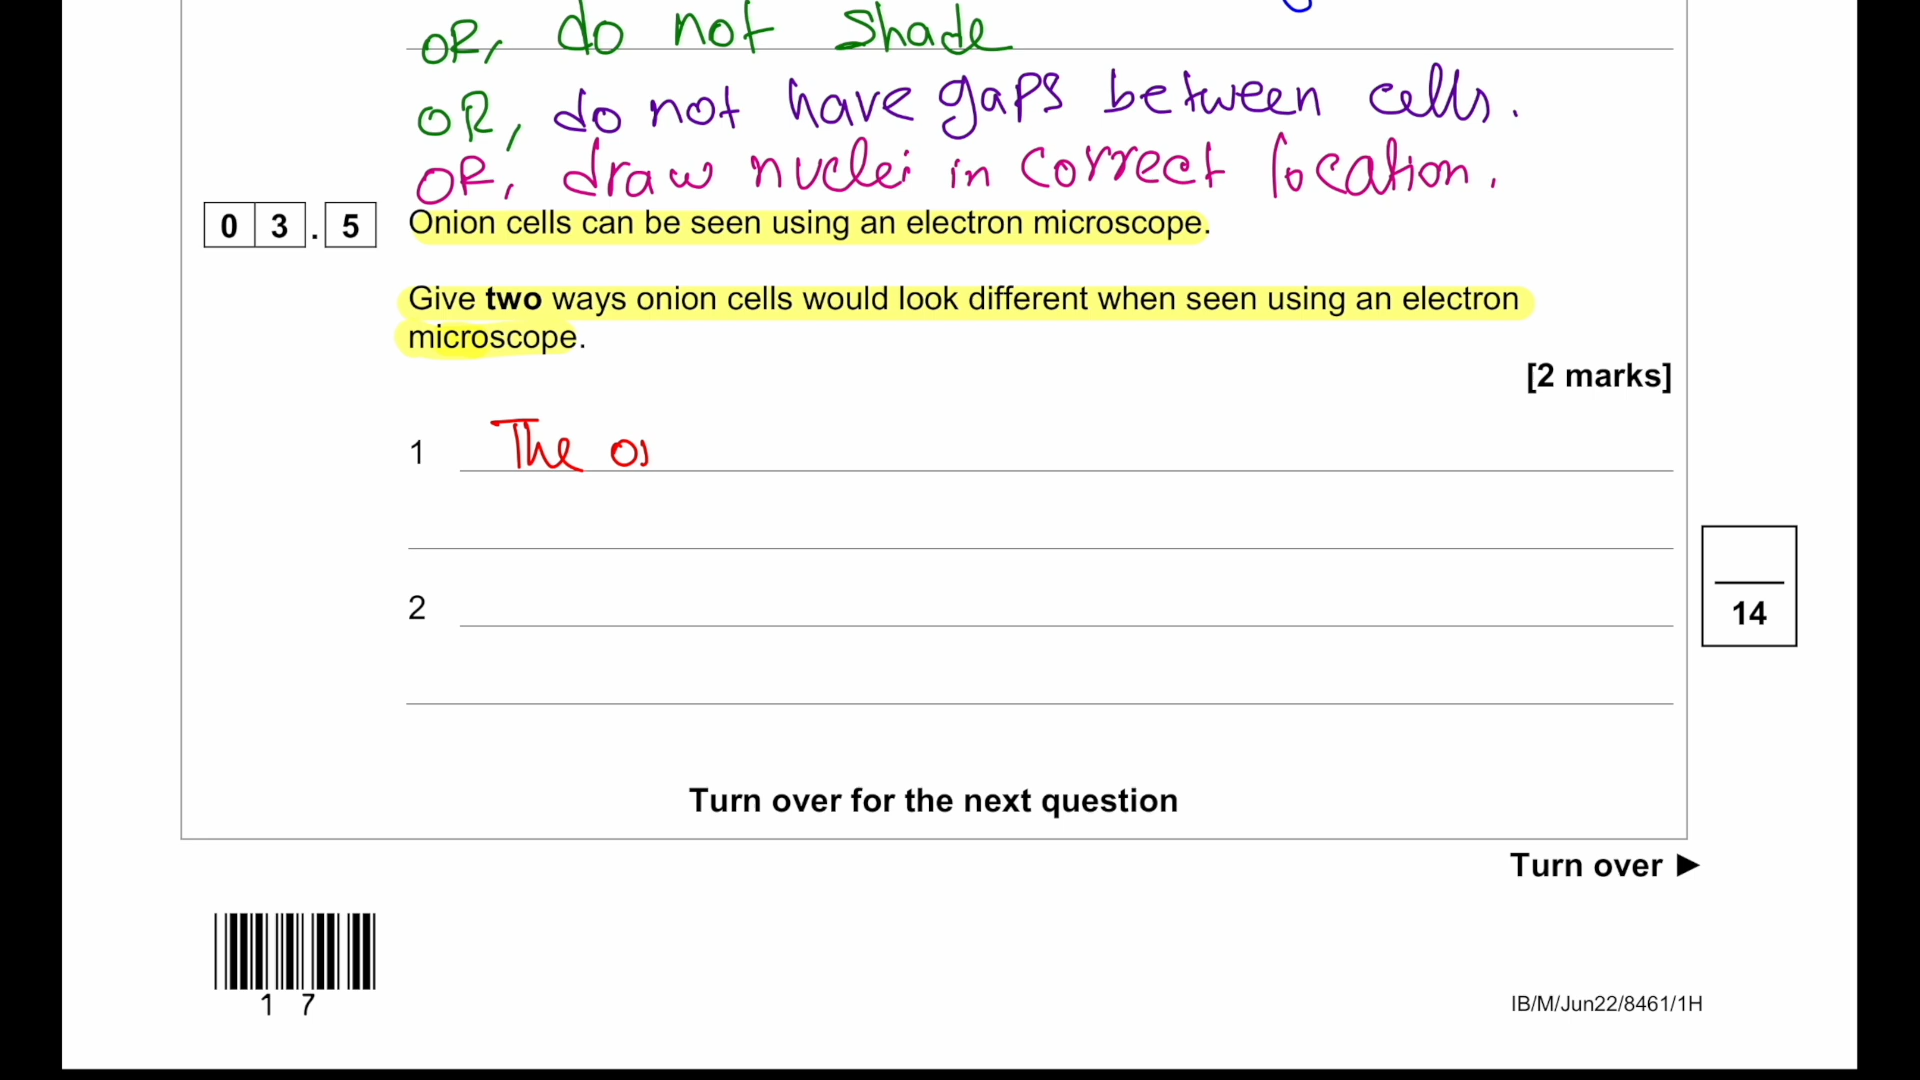 OR, do not shade
OR, do not have gaps between cells.
OR, draw nuclei in correct location.
0 3 . 5 Onion cells can be seen using an electron microscope.
Give two ways onion cells would look different when seen using an electron
microscope.
[2 marks]
1 The
2
14
Turn over for the next question
Turn over ►
1 7
IB/M/Jun22/8461/1H